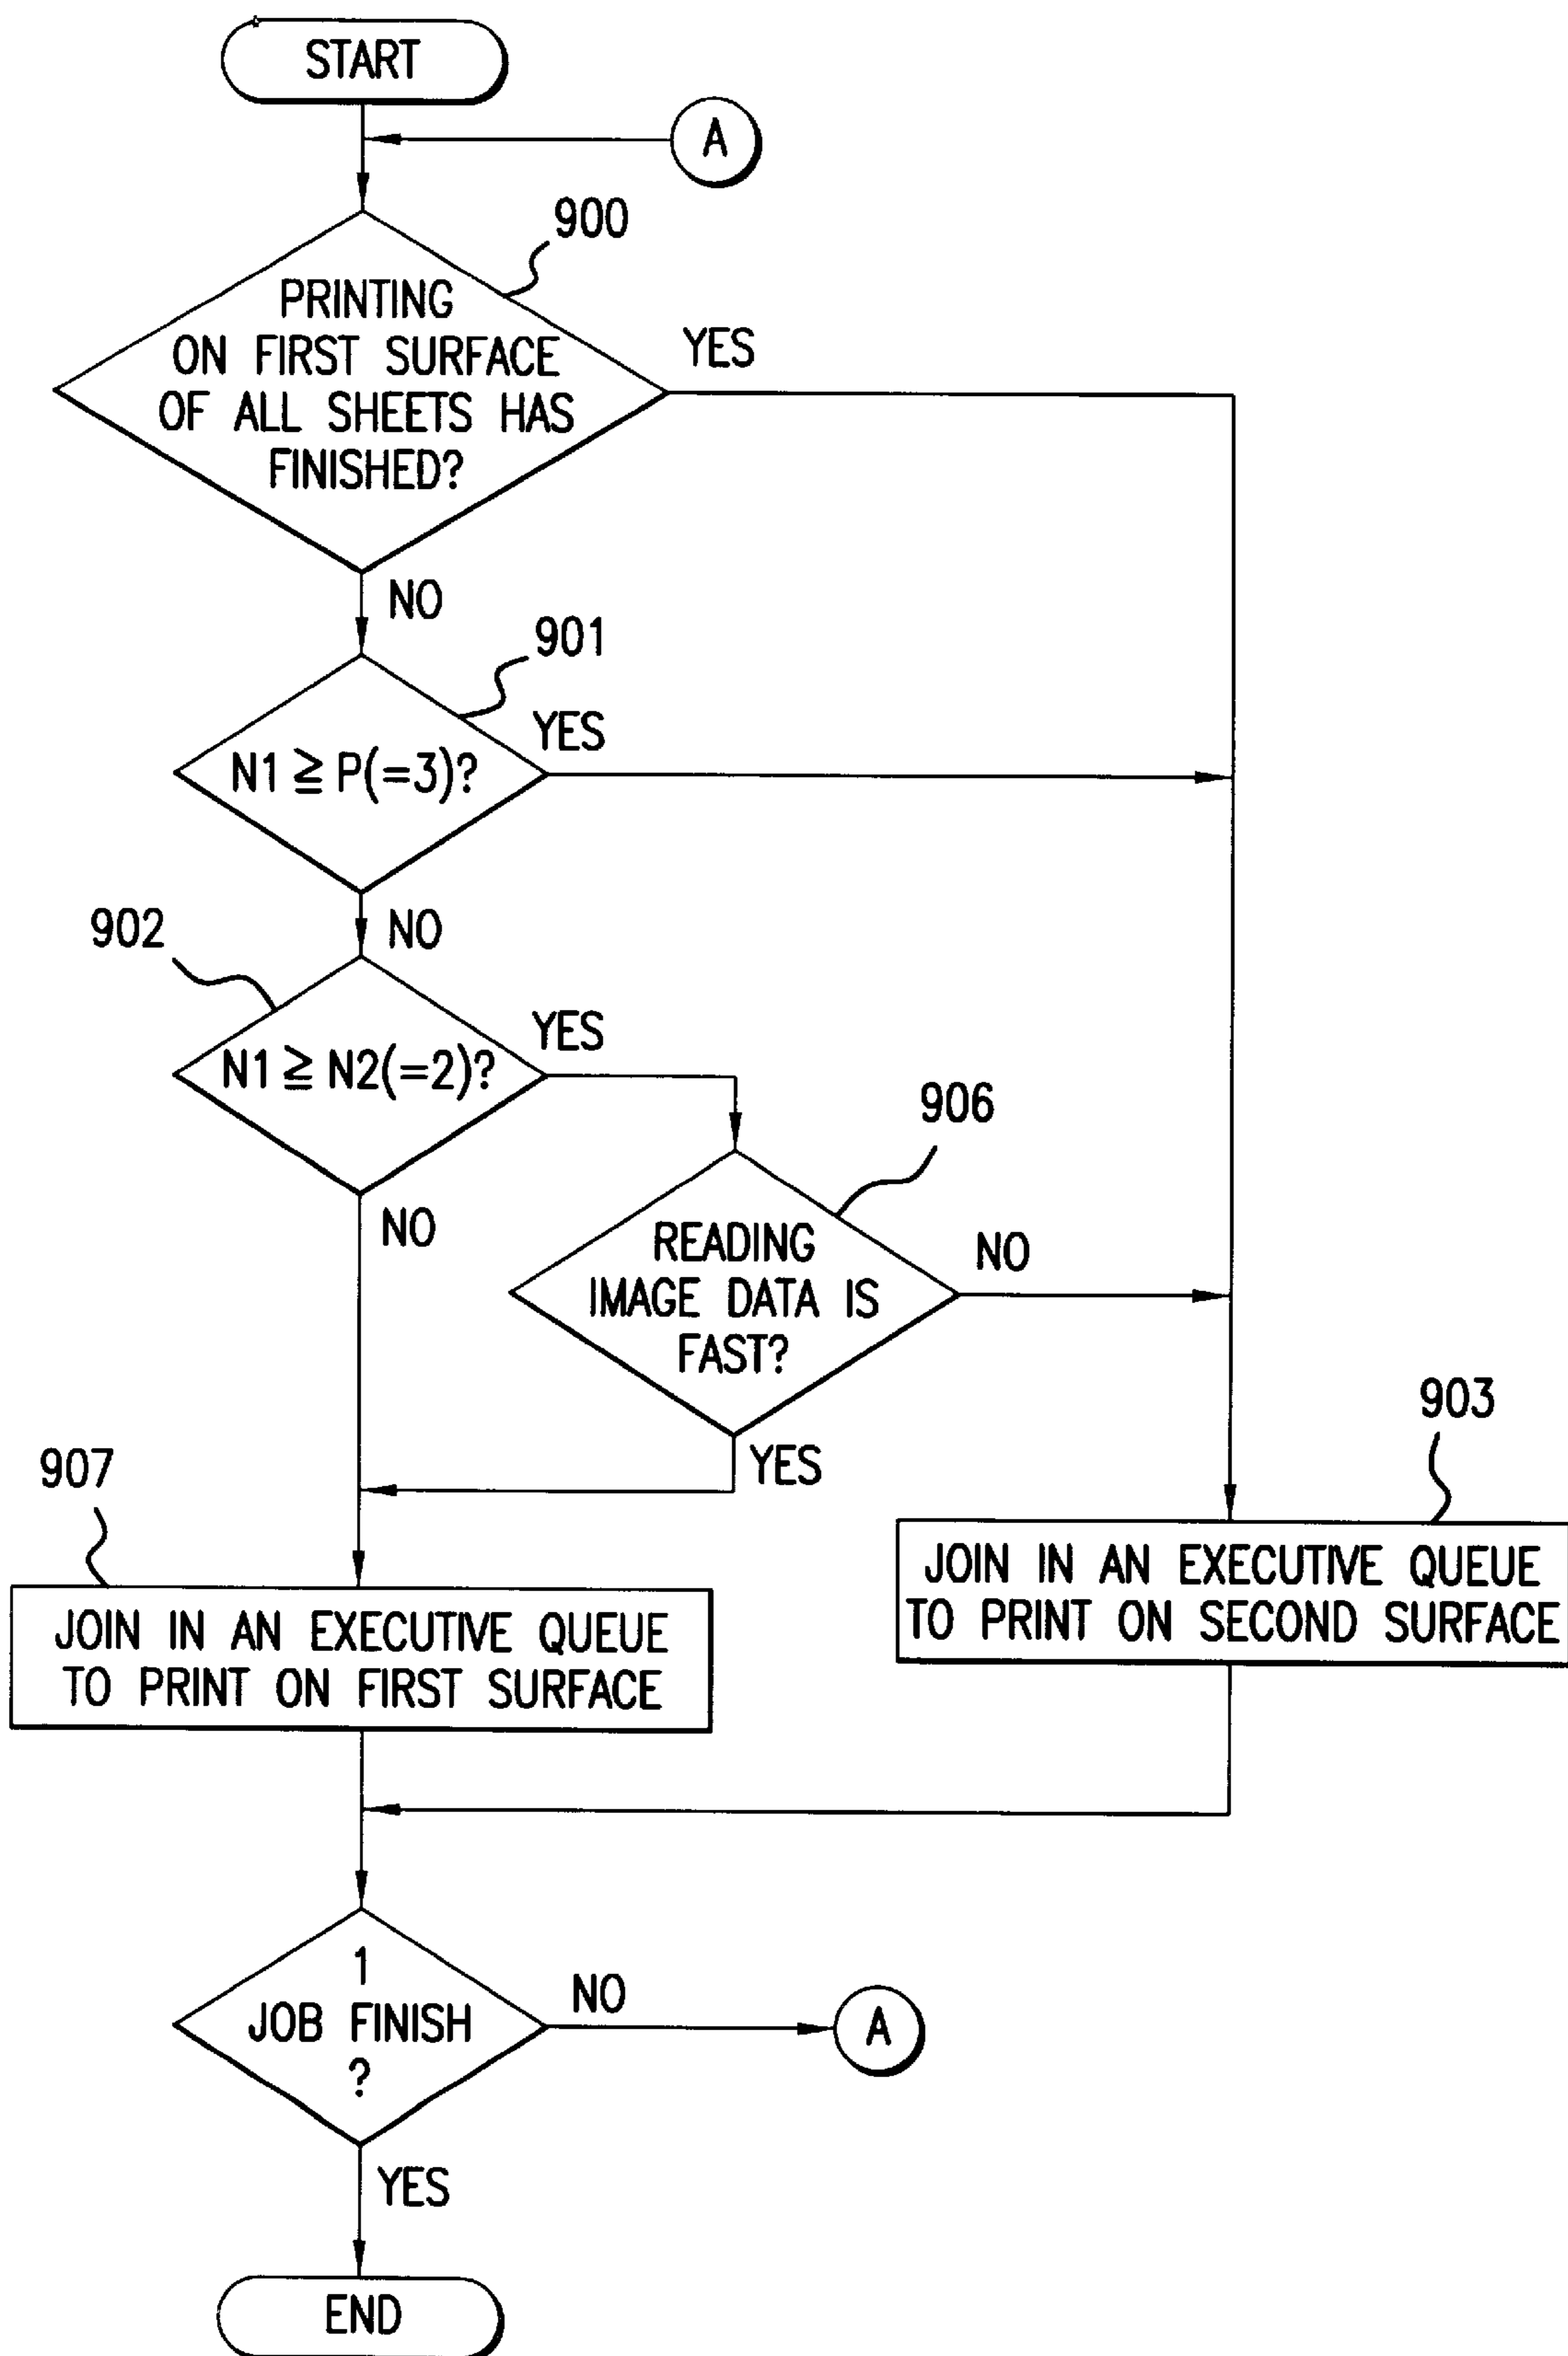 START
A
900
PRINTING
ON FIRST SURFACE
OF ALL SHEETS HAS
FINISHED?
YES
NO
901
N1 ≧ P(=3)?
YES
NO
902
N1 ≧ N2(=2)?
YES
NO
906
READING
IMAGE DATA IS
FAST?
NO
YES
903
JOIN IN AN EXECUTIVE QUEUE
TO PRINT ON SECOND SURFACE
907
JOIN IN AN EXECUTIVE QUEUE
TO PRINT ON FIRST SURFACE
1
JOB FINISH
?
NO
A
YES
END